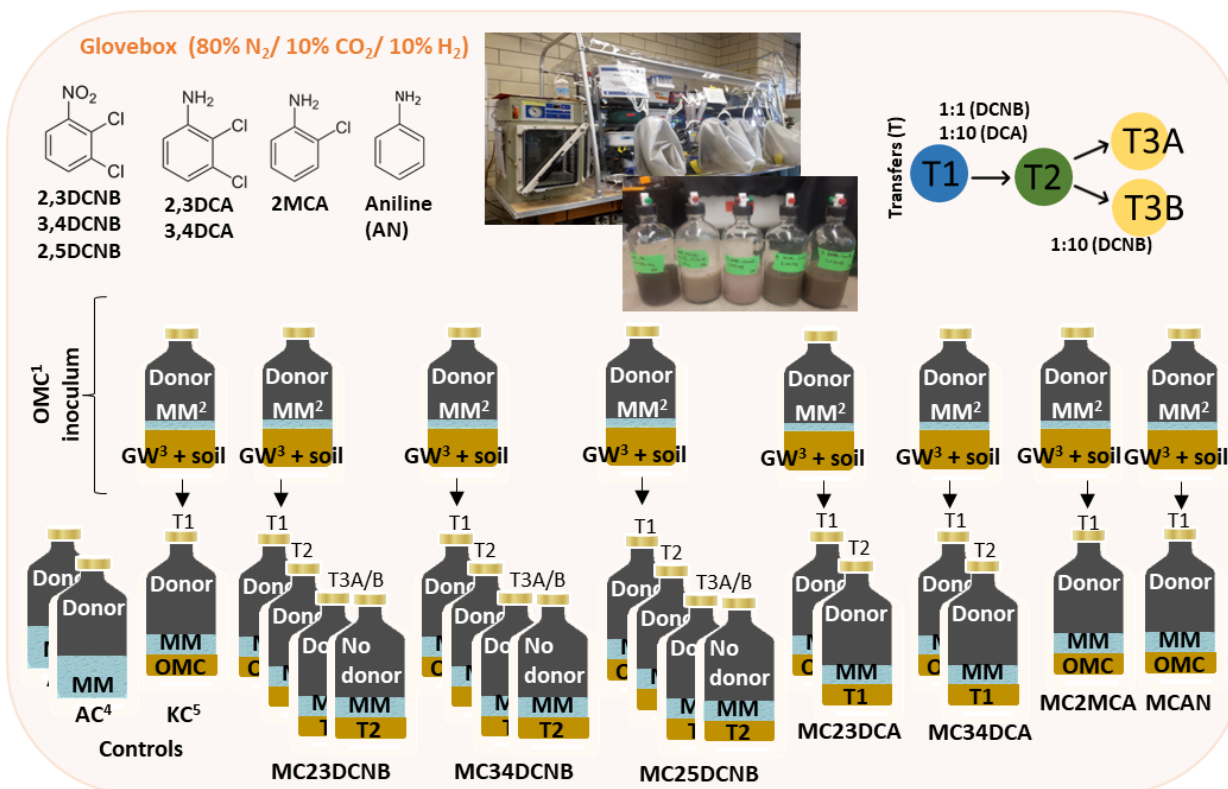 Glovebox (80% N₂/ 10% CO₂/ 10% H₂)
NO₂
Cl
Cl
2,3DCNB
3,4DCNB
2,5DCNB
NH₂
Cl
Cl
2,3DCA
3,4DCA
NH₂
Cl
2MCA
NH₂
Aniline
(AN)
Transfers (T)
1:1 (DCNB)
1:10 (DCA)
T1
T2
T3A
T3B
1:10 (DCNB)
OMC¹
inoculum
Donor
MM²
GW³ + soil
Donor
MM²
GW³ + soil
Donor
MM²
GW³ + soil
Donor
MM²
GW³ + soil
Donor
MM²
GW³ + soil
Donor
MM²
GW³ + soil
Donor
MM²
GW³ + soil
Donor
MM²
GW³ + soil
Donor
MM
AC⁴
T1
Donor
MM
OMC
KC⁵
Controls
T1
T2
T3A/B
No
donor
MM
T2
MC23DCNB
T1
T2
T3A/B
No
donor
MM
T2
MC34DCNB
T1
T2
T3A/B
No
donor
MM
T2
MC25DCNB
T1
T2
Donor
MM
T1
MC23DCA
T1
T2
Donor
MM
T1
MC34DCA
T1
Donor
MM
OMC
MC2MCA
T1
Donor
MM
OMC
MCAN